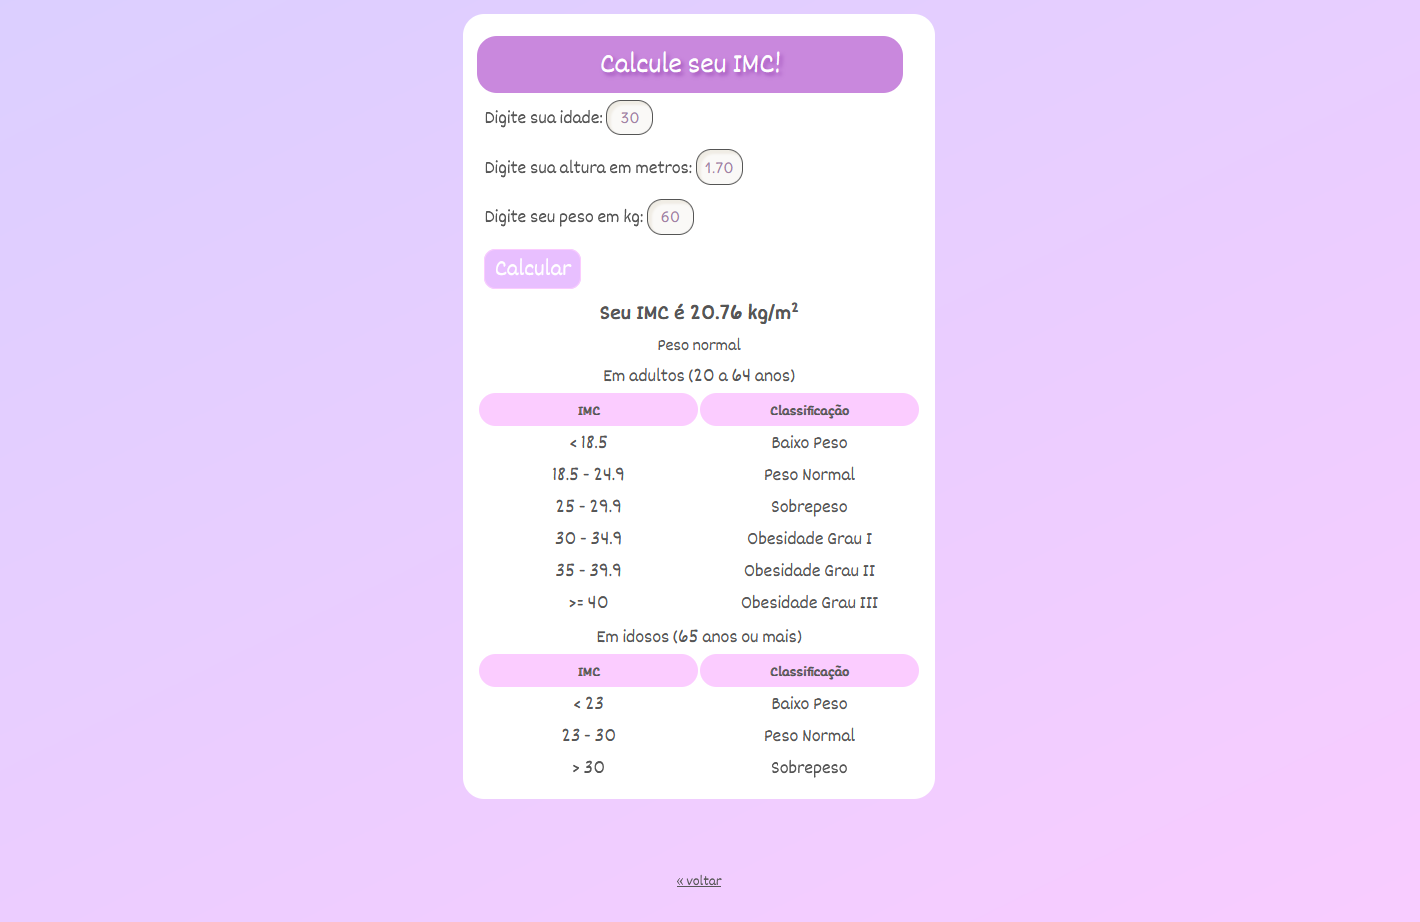 Calcule seu IMC!
Digite sua idade: 30
Digite sua altura em metros: 1.70
Digite seu peso em kg: 60
Calcular
Seu IMC é 20.76 kg/m²
Peso normal
Em adultos (20 a 64 anos)
IMC Classificação
< 18.5 Baixo Peso
18.5 - 24.9 Peso Normal
25 - 29.9 Sobrepeso
30 - 34.9 Obesidade Grau I
35 - 39.9 Obesidade Grau II
>= 40 Obesidade Grau III
Em idosos (65 anos ou mais)
IMC Classificação
< 23 Baixo Peso
23 - 30 Peso Normal
> 30 Sobrepeso
« voltar